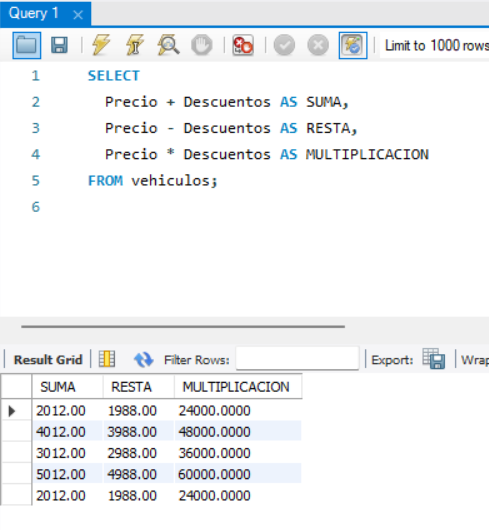 Query 1
Limit to 1000 rows
1 SELECT
2 Precio + Descuentos AS SUMA,
3 Precio - Descuentos AS RESTA,
4 Precio * Descuentos AS MULTIPLICACION
5 FROM vehiculos;
6
Result Grid Filter Rows: Export: Wrap
SUMA RESTA MULTIPLICACION
2012.00 1988.00 24000.0000
4012.00 3988.00 48000.0000
3012.00 2988.00 36000.0000
5012.00 4988.00 60000.0000
2012.00 1988.00 24000.0000